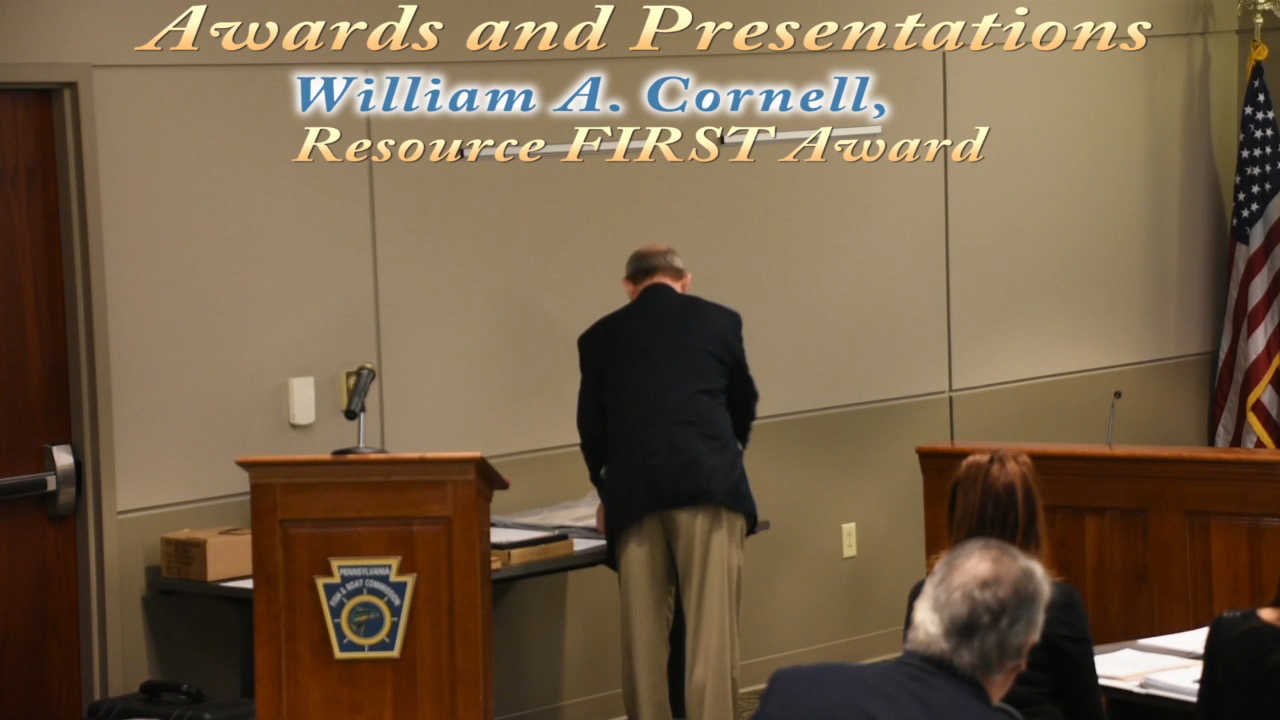 Awards and Presentations
William A. Cornell,
Resource FIRST Award
PENNSYLVANIA
FISH & BOAT COMMISSION